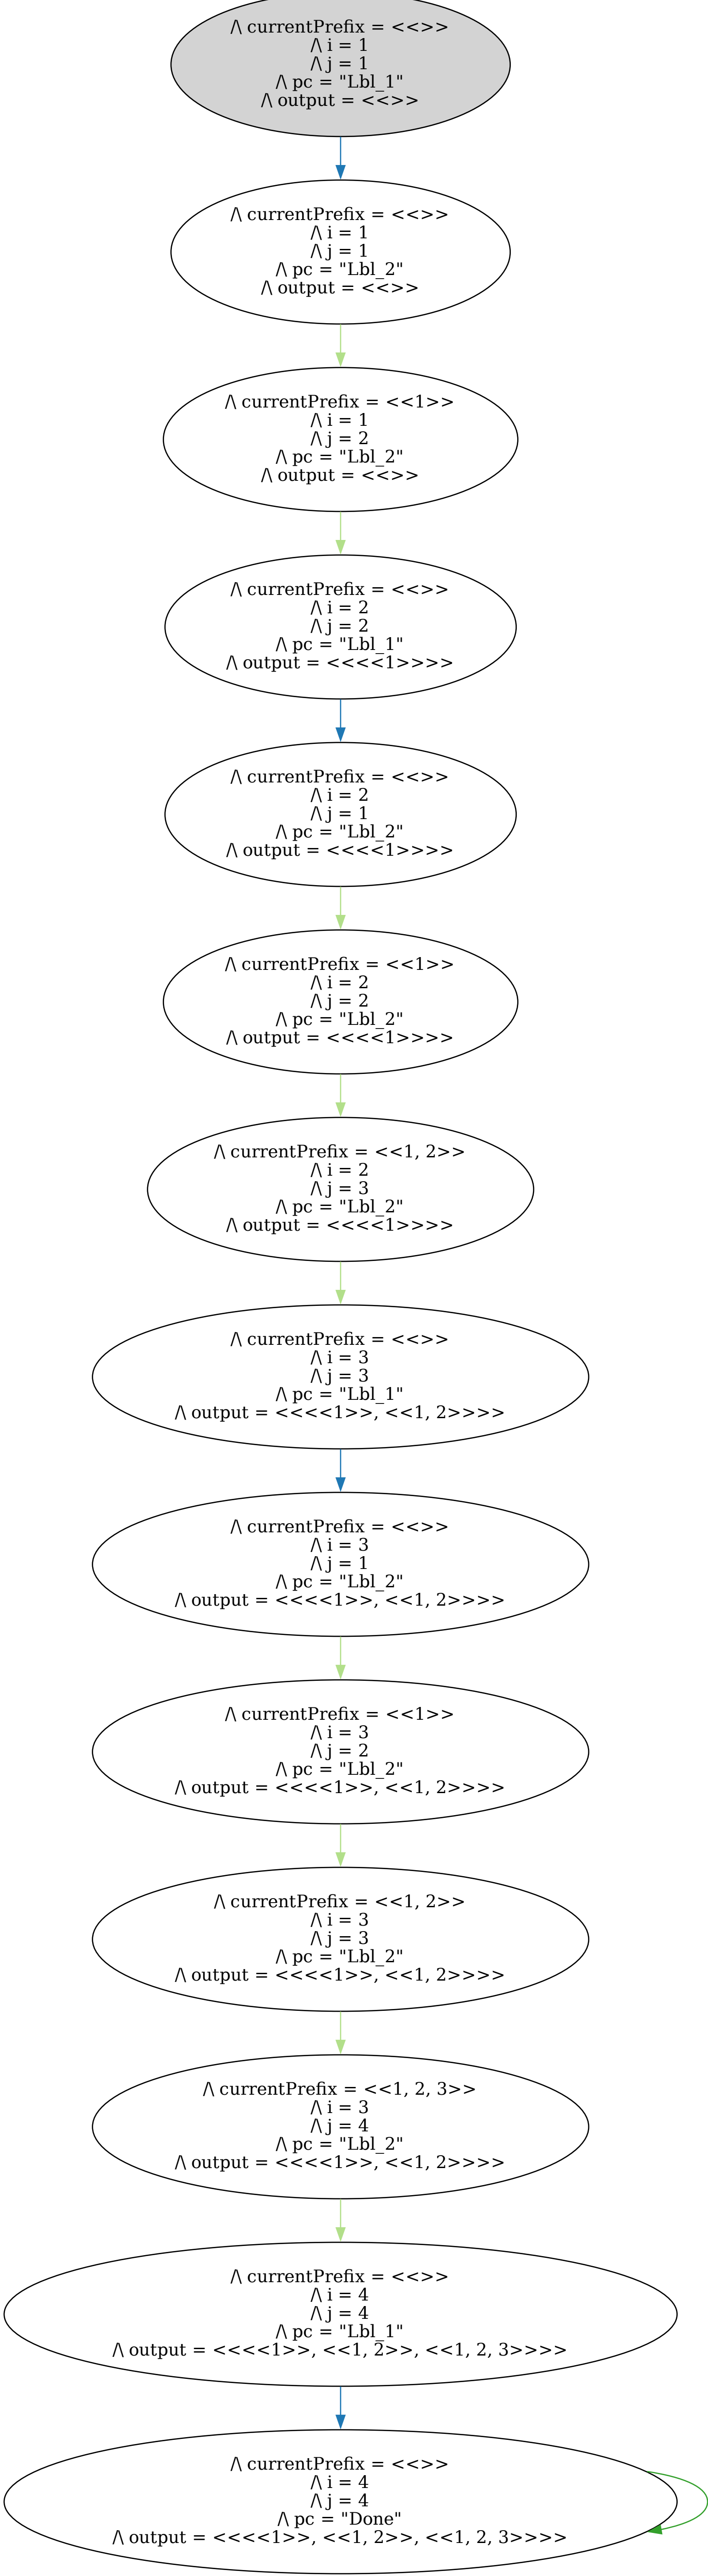 /\ currentPrefix = <<>>
/\ i = 1
/\ j = 1
/\ pc = "Lbl_1"
/\ output = <<>>
/\ currentPrefix = <<>>
/\ i = 1
/\ j = 1
/\ pc = "Lbl_2"
/\ output = <<>>
/\ currentPrefix = <<1>>
/\ i = 1
/\ j = 2
/\ pc = "Lbl_2"
/\ output = <<>>
/\ currentPrefix = <<>>
/\ i = 2
/\ j = 2
/\ pc = "Lbl_1"
/\ output = <<<<1>>>>
/\ currentPrefix = <<>>
/\ i = 2
/\ j = 1
/\ pc = "Lbl_2"
/\ output = <<<<1>>>>
/\ currentPrefix = <<1>>
/\ i = 2
/\ j = 2
/\ pc = "Lbl_2"
/\ output = <<<<1>>>>
/\ currentPrefix = <<1, 2>>
/\ i = 2
/\ j = 3
/\ pc = "Lbl_2"
/\ output = <<<<1>>>>
/\ currentPrefix = <<>>
/\ i = 3
/\ j = 3
/\ pc = "Lbl_1"
/\ output = <<<<1>>, <<1, 2>>>>
/\ currentPrefix = <<>>
/\ i = 3
/\ j = 1
/\ pc = "Lbl_2"
/\ output = <<<<1>>, <<1, 2>>>>
/\ currentPrefix = <<1>>
/\ i = 3
/\ j = 2
/\ pc = "Lbl_2"
/\ output = <<<<1>>, <<1, 2>>>>
/\ currentPrefix = <<1, 2>>
/\ i = 3
/\ j = 3
/\ pc = "Lbl_2"
/\ output = <<<<1>>, <<1, 2>>>>
/\ currentPrefix = <<1, 2, 3>>
/\ i = 3
/\ j = 4
/\ pc = "Lbl_2"
/\ output = <<<<1>>, <<1, 2>>>>
/\ currentPrefix = <<>>
/\ i = 4
/\ j = 4
/\ pc = "Lbl_1"
/\ output = <<<<1>>, <<1, 2>>, <<1, 2, 3>>>>
/\ currentPrefix = <<>>
/\ i = 4
/\ j = 4
/\ pc = "Done"
/\ output = <<<<1>>, <<1, 2>>, <<1, 2, 3>>>>